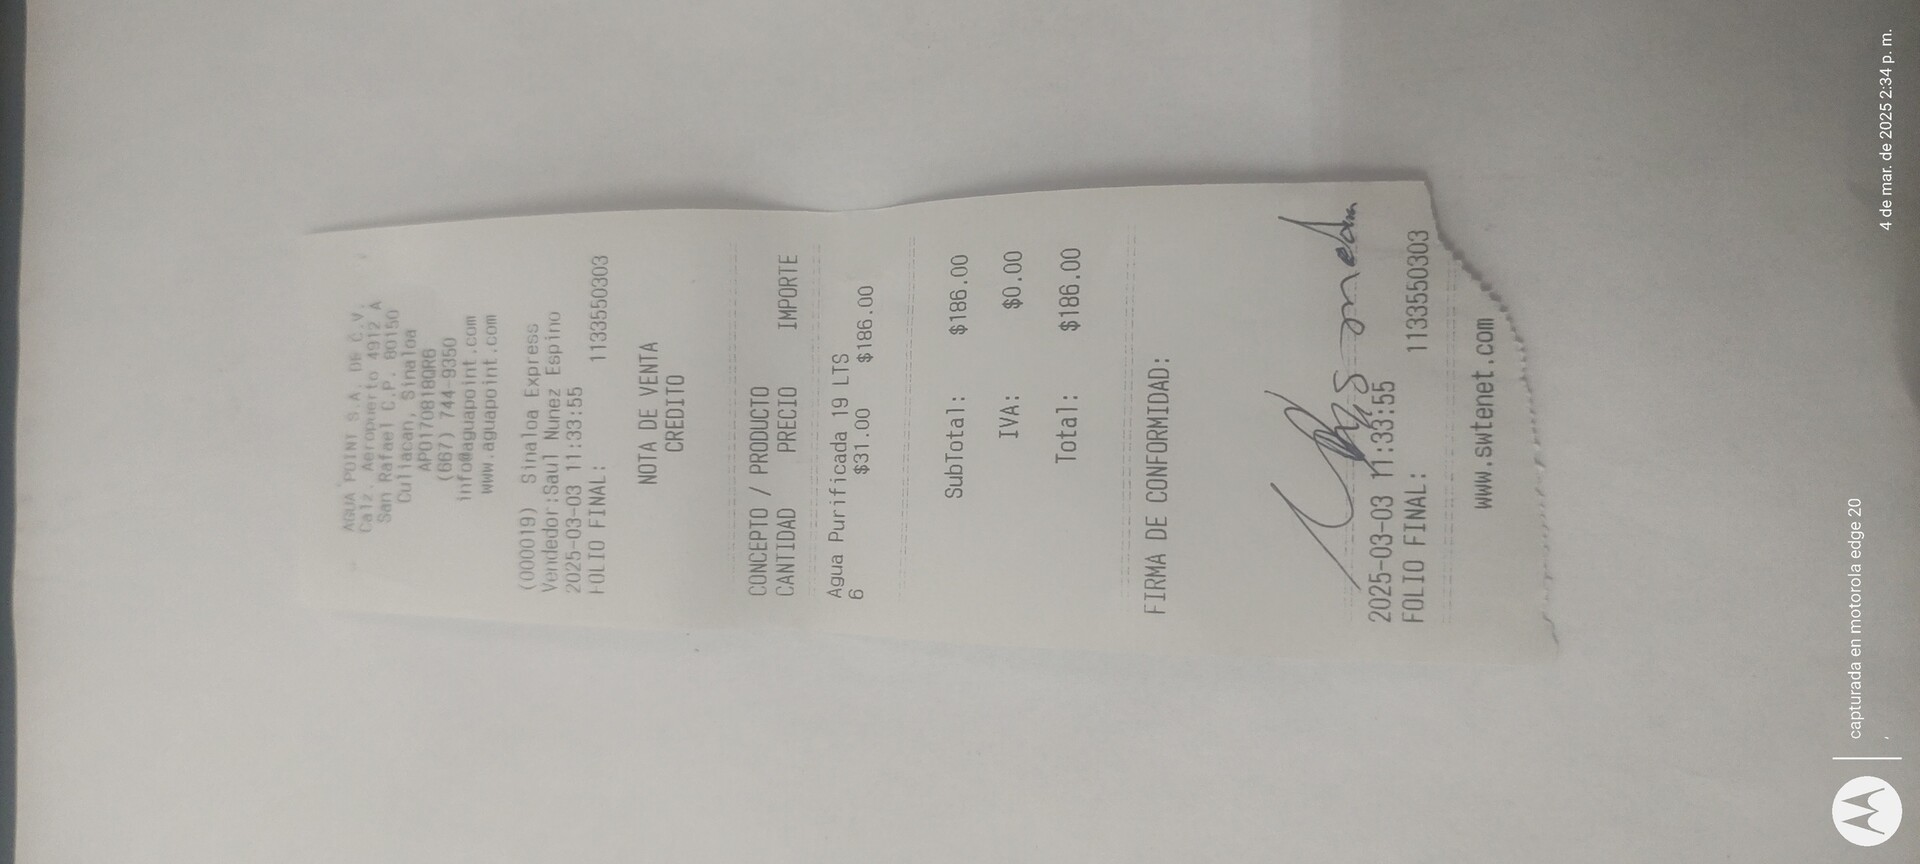 AGUA POINT S.A. DE C.V.
Calz. Aeropuerto 4912 A
San Rafael C.P. 80150
Culiacan, Sinaloa
APO170818QR6
(667) 744-9350
info@aguapoint.com
www.aguapoint.com
(000019) Sinaloa Express
Vendedor:Saul Nunez Espino
2025-03-03 11:33:55
FOLIO FINAL: 1133550303
NOTA DE VENTA
CREDITO
CONCEPTO / PRODUCTO
CANTIDAD PRECIO IMPORTE
Agua Purificada 19 LTS
6 $31.00 $186.00
SubTotal: $186.00
IVA: $0.00
Total: $186.00
FIRMA DE CONFORMIDAD:
2025-03-03 11:33:55
FOLIO FINAL: 1133550303
www.swtenet.com
capturada en motorola edge 20
4 de mar. de 2025 2:34 p. m.